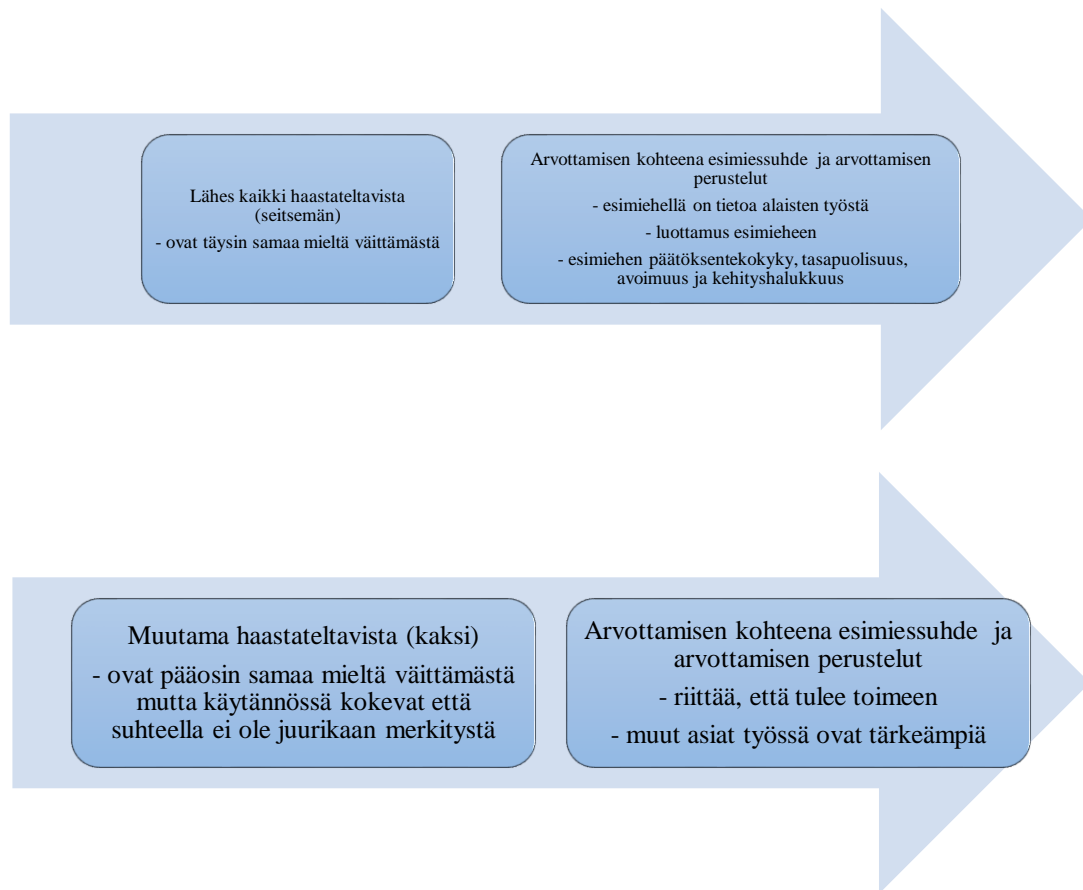 Lähes kaikki haastateltavista
(seitsemän)
- ovat täysin samaa mieltä väittämästä
Arvottamisen kohteena esimiessuhde ja arvottamisen
perustelut
- esimiehellä on tietoa alaisten työstä
- luottamus esimieheen
- esimiehen päätöksentekokyky, tasapuolisuus,
avoimuus ja kehityshalukkuus
Muutama haastateltavista (kaksi)
- ovat pääosin samaa mieltä väittämästä
mutta käytännössä kokevat että
suhteella ei ole juurikaan merkitystä
Arvottamisen kohteena esimiessuhde ja
arvottamisen perustelut
- riittää, että tulee toimeen
- muut asiat työssä ovat tärkeämpiä